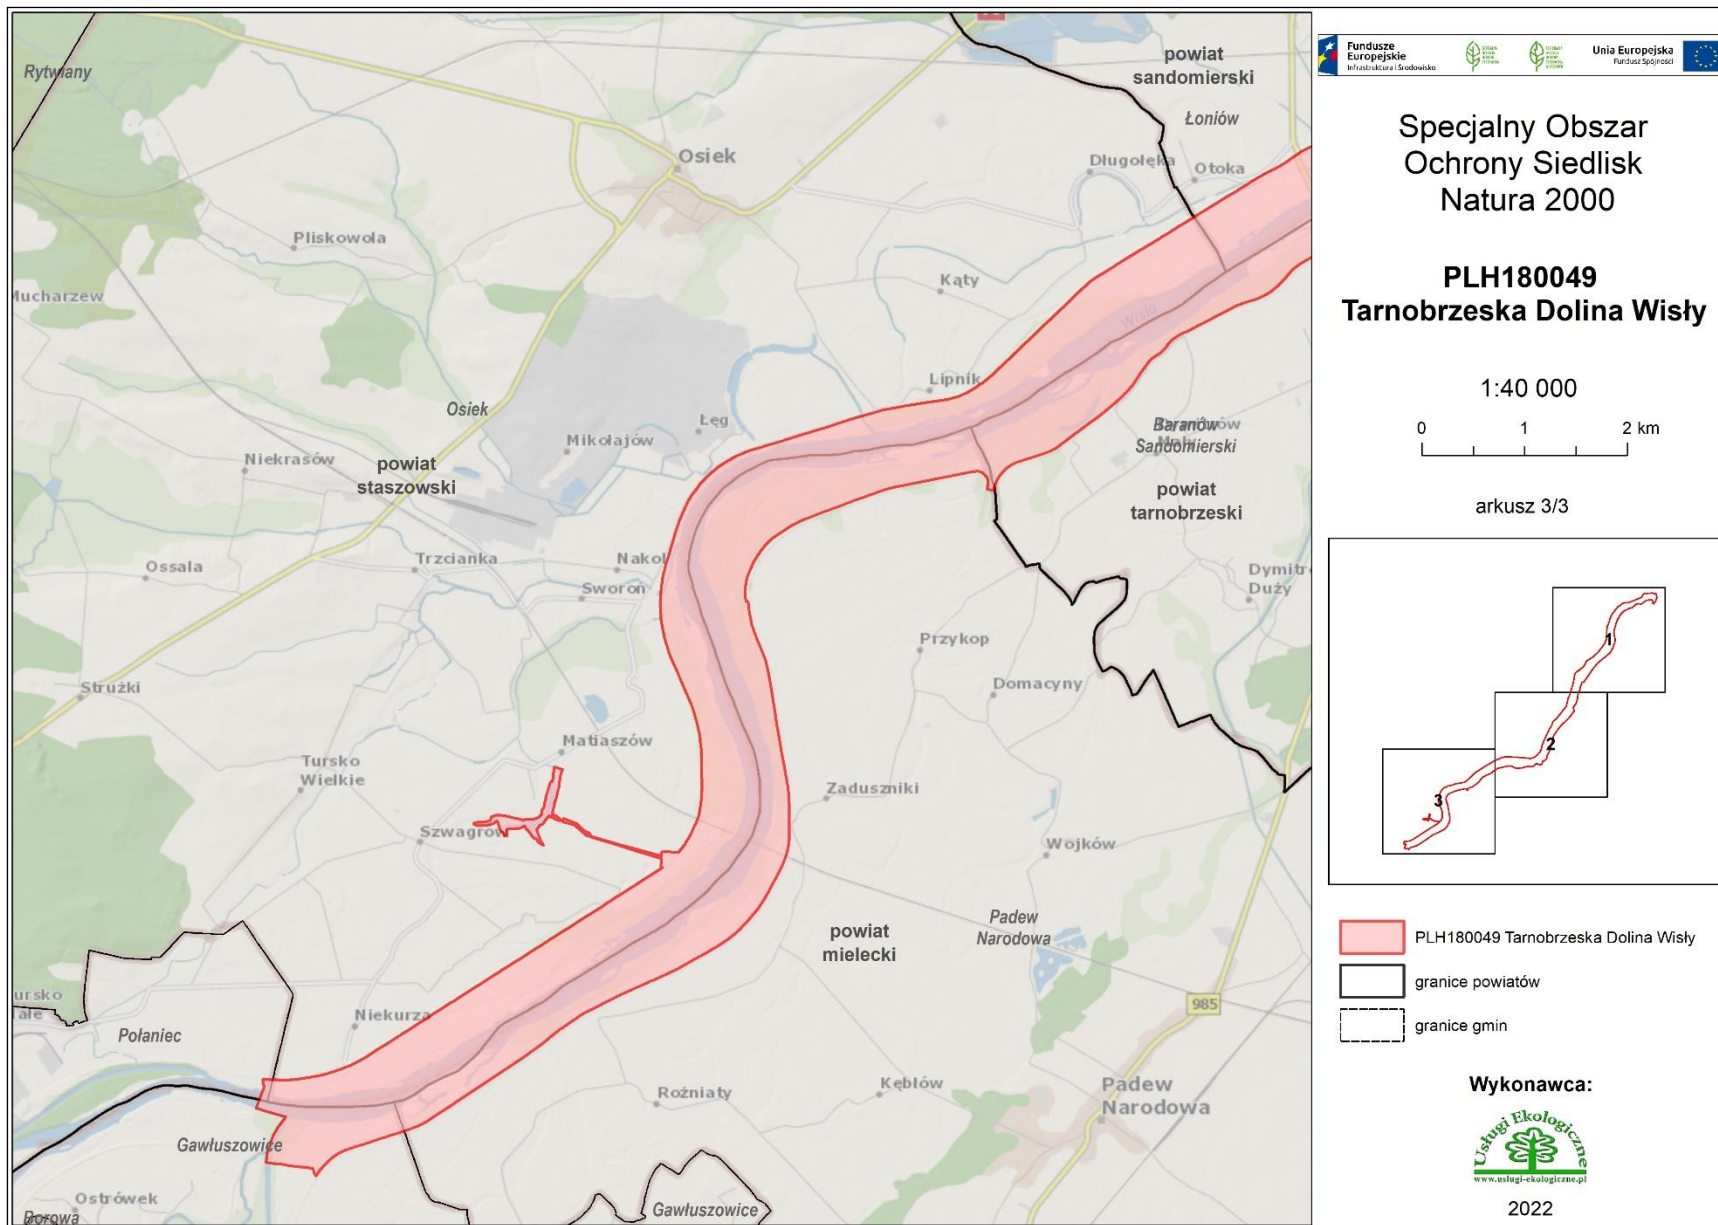 Rytwiany
powiat
sandomierski
Łoniów
Osiek
Długołęka
Otoka
Pliskowola
Mucharzew
Kąty
Wisła
Lipnik
Osiek
Łęg
Mikołajów
Niekrasów
powiat
staszowski
Baranów
Sandomierski
powiat
tarnobrzeski
Ossala
Trzcianka
Nakol
Sworoń
Dymitr
Duży
Przykop
Domacyny
Strużki
Matiaszów
Tursko
Wielkie
Zaduszniki
Szwagrów
Wojków
Padew
Narodowa
powiat
mielecki
985
ursko
Połaniec
Niekurza
Rożniaty
Kębłów
Padew
Narodowa
Gawłuszowice
Ostrówek
Borowa
Gawłuszowice
Fundusze
Europejskie
Infrastruktura i Środowisko
Unia Europejska
Fundusz Spójności
Specjalny Obszar
Ochrony Siedlisk
Natura 2000
PLH180049
Tarnobrzeska Dolina Wisły
1:40 000
0 1 2 km
arkusz 3/3
1
2
3
PLH180049 Tarnobrzeska Dolina Wisły
granice powiatów
granice gmin
Wykonawca:
Usługi Ekologiczne
www.uslugi-ekologiczne.pl
2022